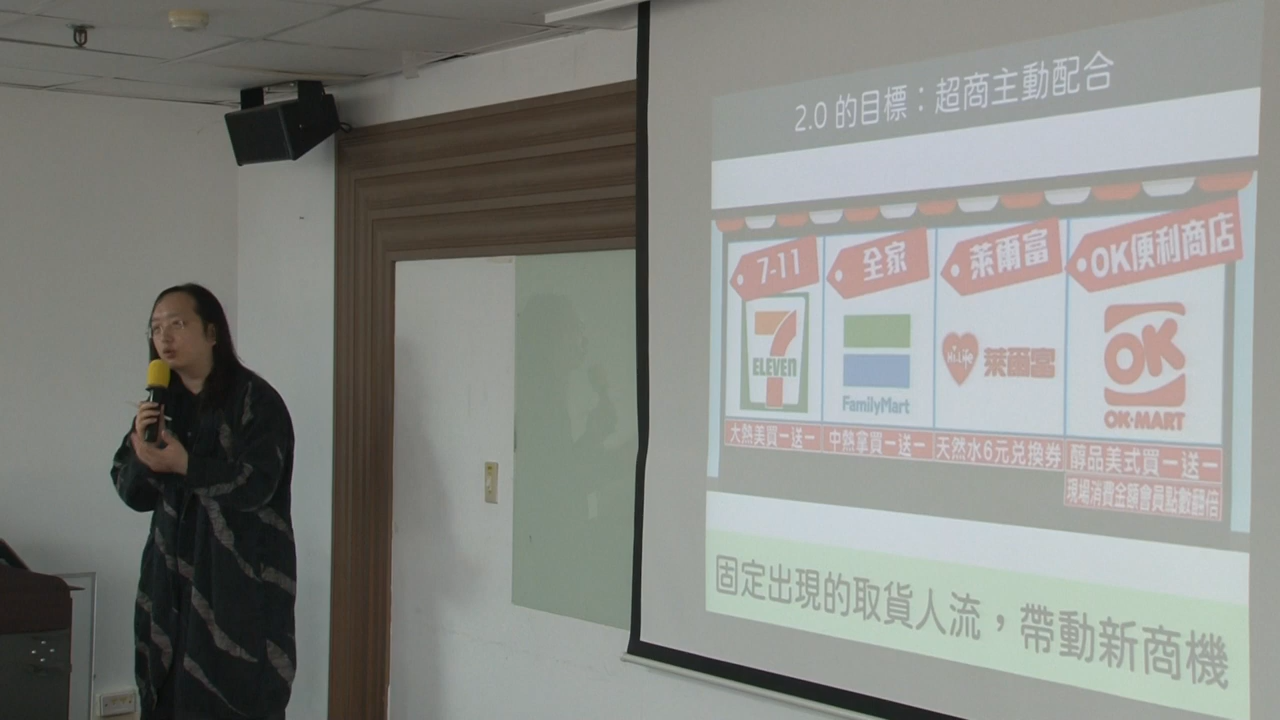 2.0 的目標：超商主動配合
7-11
全家
萊爾富
OK便利商店
7
ELEVEN
FamilyMart
Hi-Life
萊爾富
OK
OK·MART
大熱美買一送一
中熱拿買一送一
天然水6元兌換券
醇品美式買一送一
現場消費金額會員點數翻倍
固定出現的取貨人流，帶動新商機